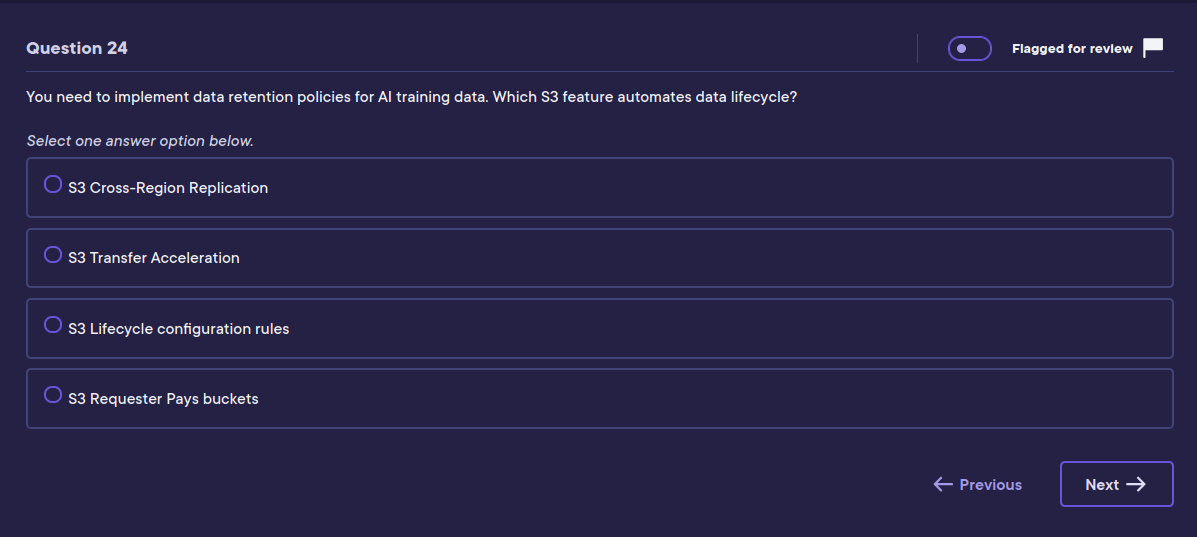 Question 24
Flagged for review
You need to implement data retention policies for AI training data. Which S3 feature automates data lifecycle?
Select one answer option below.
S3 Cross-Region Replication
S3 Transfer Acceleration
S3 Lifecycle configuration rules
S3 Requester Pays buckets
Previous
Next